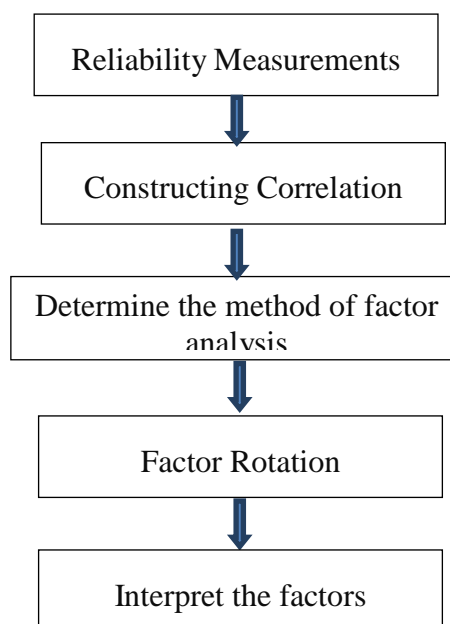 Reliability Measurements
Constructing Correlation
Determine the method of factor
analysis
Factor Rotation
Interpret the factors